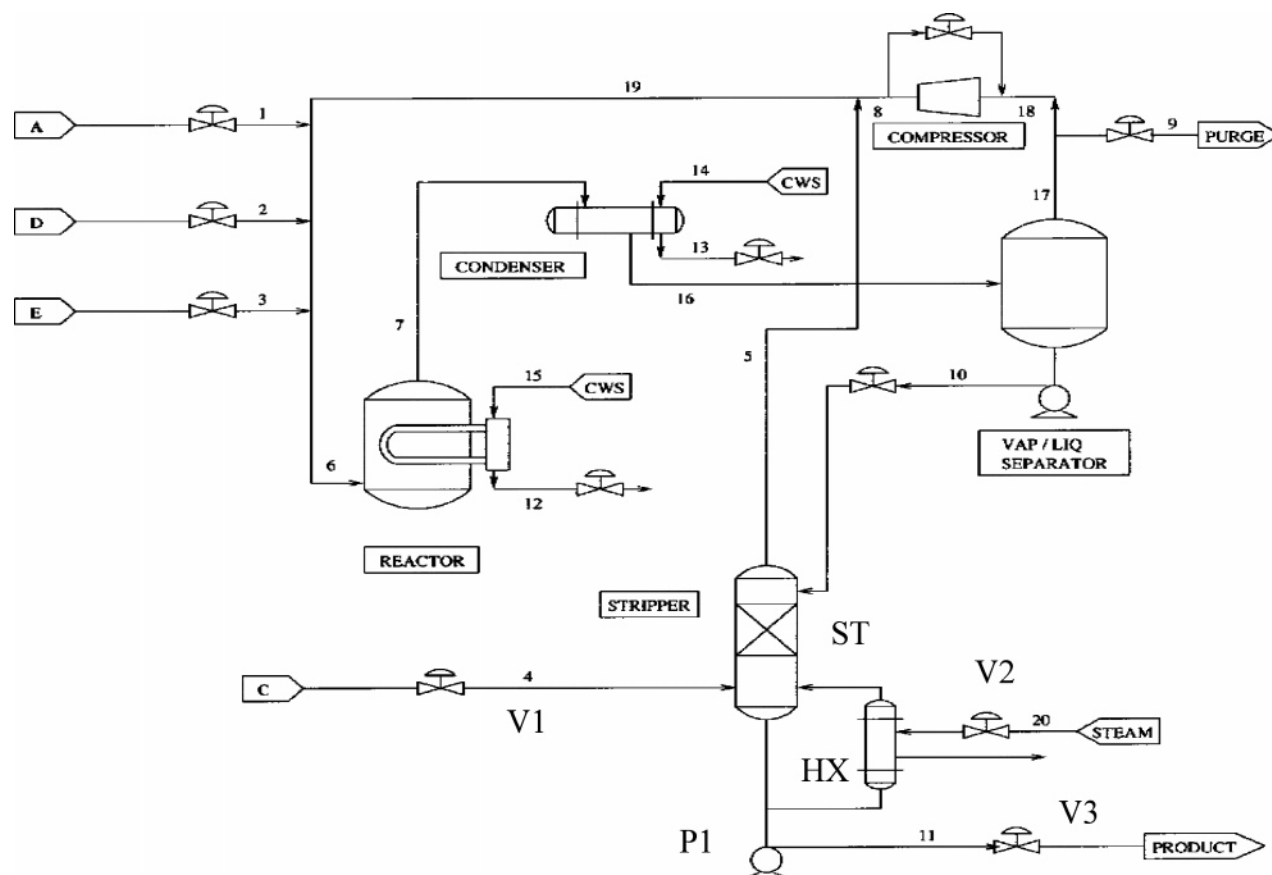 19
A
1
8
18
COMPRESSOR
9
PURGE
14
CWS
17
D
2
13
CONDENSER
16
E
3
7
5
15
CWS
10
VAP / LIQ
SEPARATOR
6
12
REACTOR
STRIPPER
ST
C
4
V1
V2
20
STEAM
HX
V3
P1
11
PRODUCT